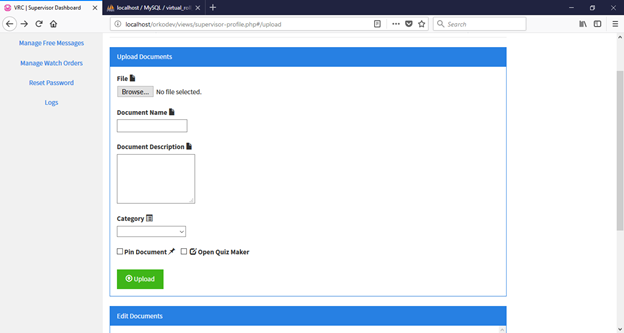 VRC | Supervisor Dashboard
localhost / MySQL / virtual_roll
localhost/orkodev/views/supervisor-profile.php#/upload
Search
Manage Free Messages
Manage Watch Orders
Reset Password
Logs
Upload Documents
File
Browse... No file selected.
Document Name
Document Description
Category
Pin Document Open Quiz Maker
Upload
Edit Documents